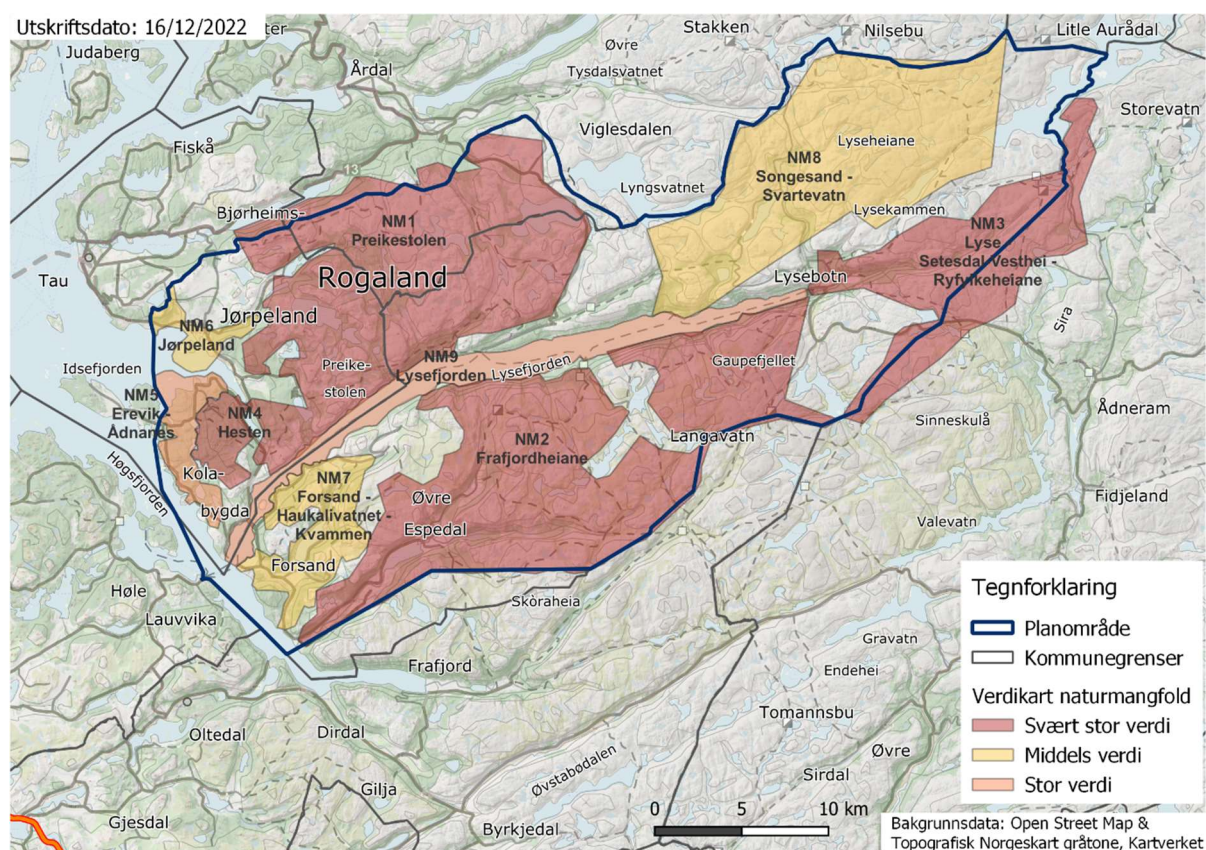 Utskriftsdato: 16/12/2022
Judaberg
Årdal
Stakken
Nilsebu
Litle Aurådal
Øvre
Tysdalsvatnet
Fiskå
Viglesdalen
Storevatn
13
Lyngsvatnet
Lyseheiane
NM8
Songesand -
Svartevatn
Bjørheims-
NM1
Preikestolen
Lysekammen
NM3
Lyse
Setesdal Vesthei -
Ryfylkeheiane
Tau
Rogaland
Lysebotn
Sira
NM6
Jørpeland
Jørpeland
Idsefjorden
Preike-
stolen
NM9
Lysefjorden
Lysefjorden
Gaupefjellet
NM5
Erevik -
Ådnanes
NM4
Hesten
Ådneram
Sinneskulå
Langavatn
NM2
Frafjordheiane
Høgsfjorden
Kola-
bygda
NM7
Forsand -
Haukalivatnet -
Kvammen
Øvre
Espedal
Fidjeland
Valevatn
Forsand
Høle
Lauvvika
Skòraheia
Frafjord
Gravatn
Endehei
Oltedal
Dirdal
Tomannsbu
Øvre
Øvstabødalen
Sirdal
Gilja
Gjesdal
Byrkjedal
Tegnforklaring
Planområde
Kommunegrenser
Verdikart naturmangfold
Svært stor verdi
Middels verdi
Stor verdi
0 5 10 km
Bakgrunnsdata: Open Street Map &
Topografisk Norgeskart gråtone, Kartverket